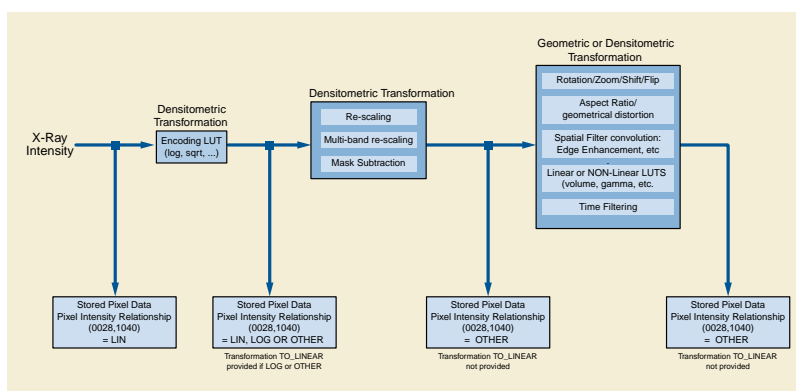 Geometric or Densitometric
Transformation
Rotation/Zoom/Shift/Flip
Aspect Ratio/
geometrical distortion
Spatial Filter convolution:
Edge Enhancement, etc
.
Linear or NON-Linear LUTS
(volume, gamma, etc.
Time Filtering
Densitometric Transformation
Re-scaling
Multi-band re-scaling
Mask Subtraction
Densitometric
Transformation
Encoding LUT
(log, sqrt, ...)
X-Ray
Intensity
Stored Pixel Data
Pixel Intensity Relationship
(0028,1040)
= LIN
Stored Pixel Data
Pixel Intensity Relationship
(0028,1040)
= LIN, LOG OR OTHER
Transformation TO_LINEAR
provided if LOG or OTHER
Stored Pixel Data
Pixel Intensity Relationship
(0028,1040)
= OTHER
Transformation TO_LINEAR
not provided
Stored Pixel Data
Pixel Intensity Relationship
(0028,1040)
= OTHER
Transformation TO_LINEAR
not provided